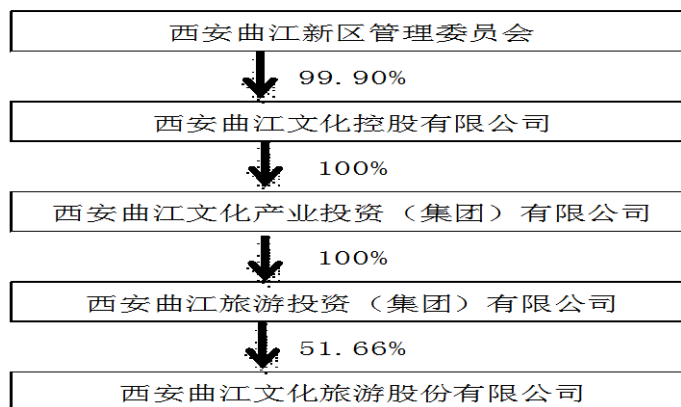 西安曲江新区管理委员会
99.90%
西安曲江文化控股有限公司
100%
西安曲江文化产业投资（集团）有限公司
100%
西安曲江旅游投资（集团）有限公司
51.66%
西安曲江文化旅游股份有限公司